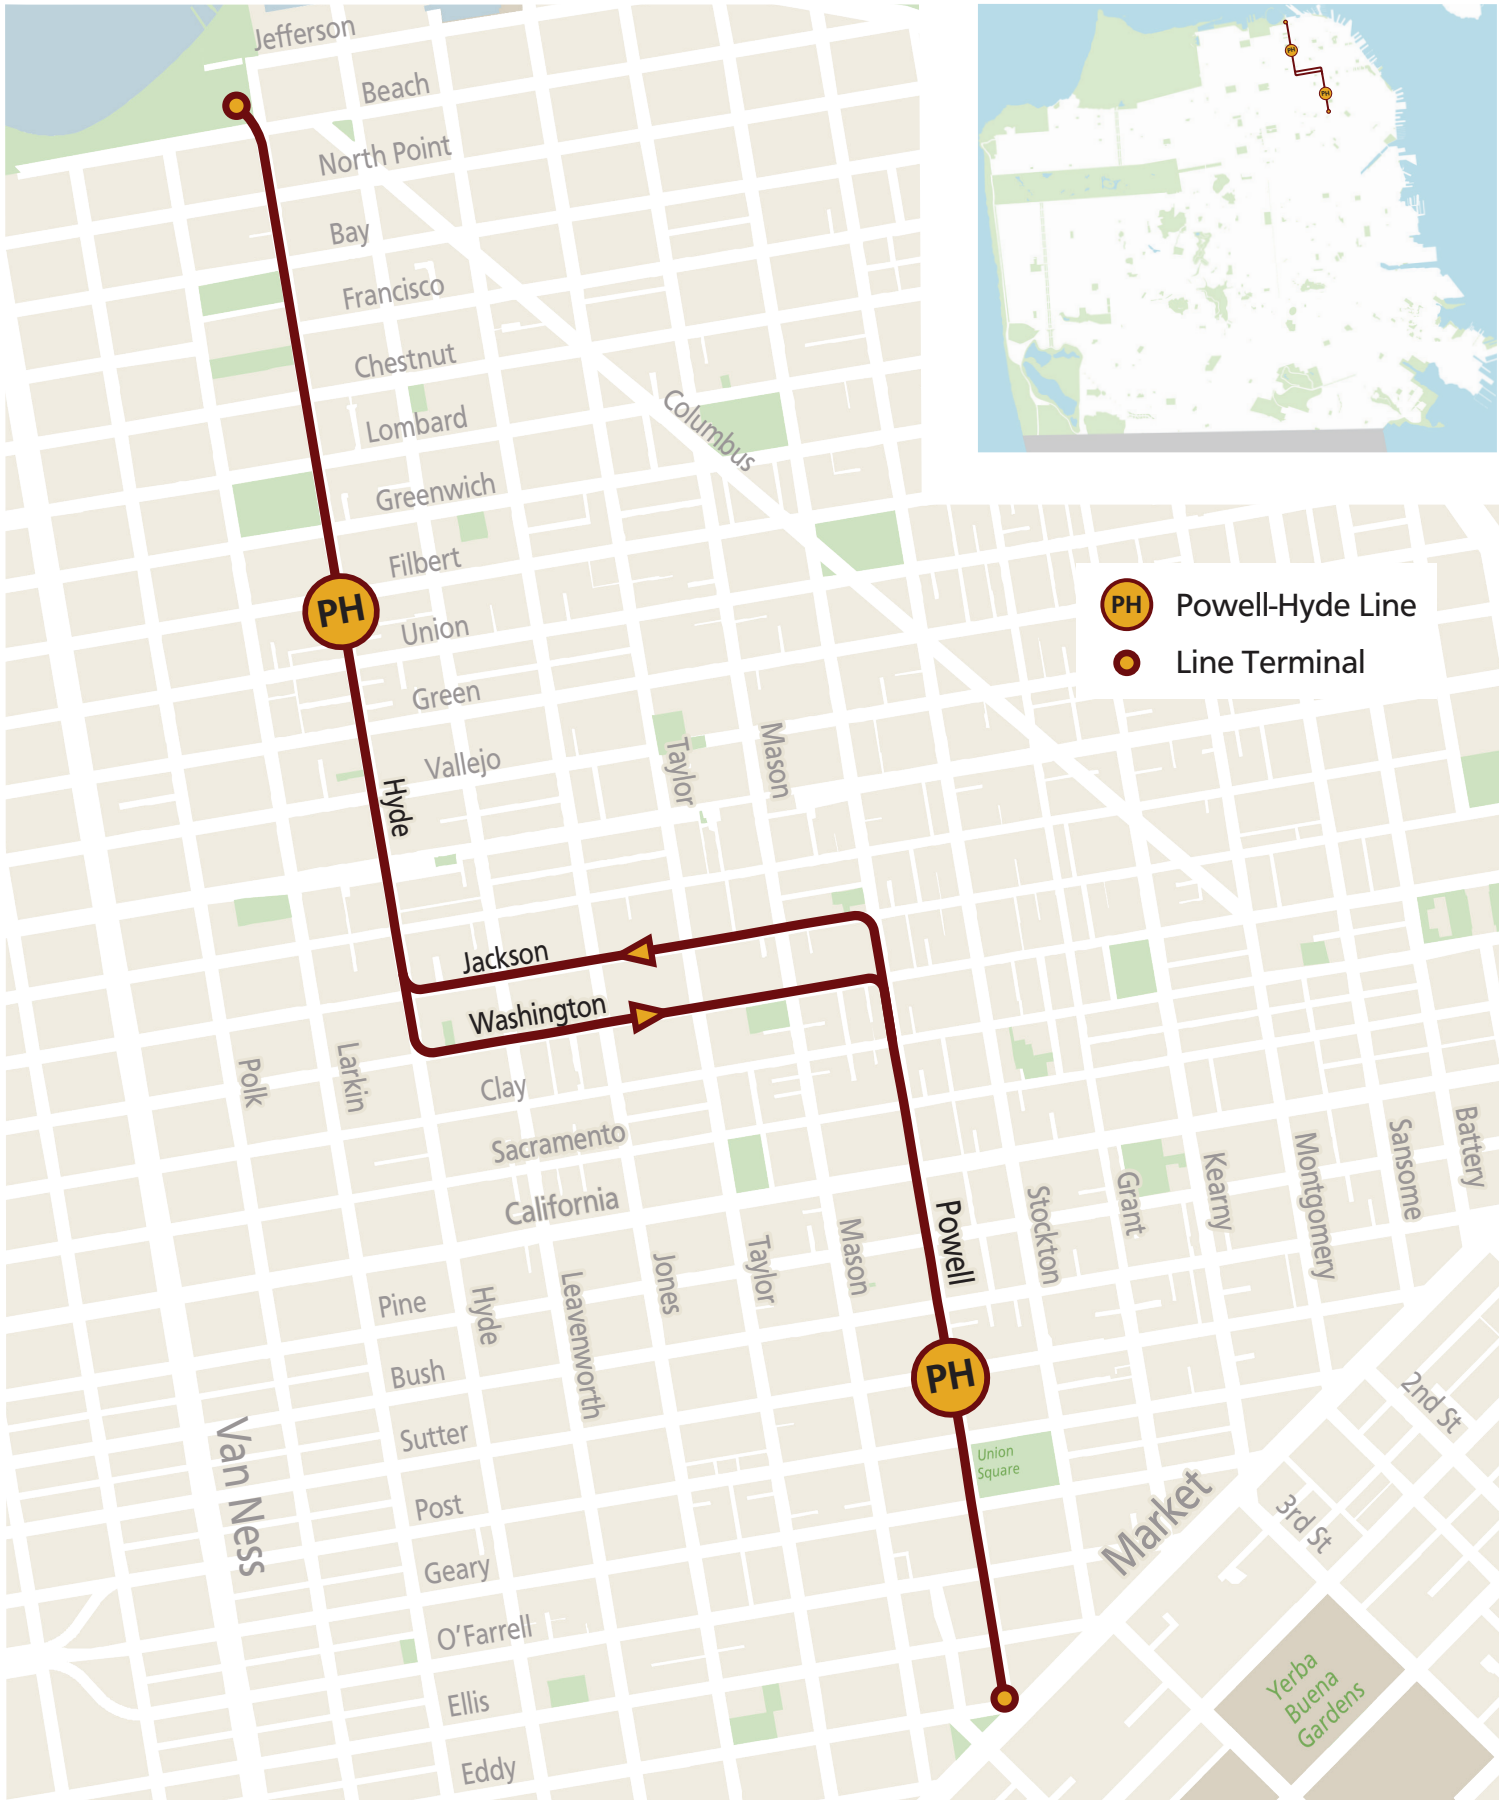 Jefferson
Beach
North Point
Bay
Francisco
Chestnut
Lombard
Columbus
Greenwich
Filbert
PH
Union
Green
Vallejo
Hyde
Taylor
Mason
PH
PH
PH Powell-Hyde Line
Line Terminal
Jackson
Washington
Polk
Larkin
Clay
Sacramento
California
Pine
Hyde
Leavenworth
Jones
Taylor
Mason
Powell
Stockton
Grant
Kearny
Montgomery
Sansome
Battery
Bush
PH
Sutter
Van Ness
Post
Union
Square
Geary
Market
2nd St
3rd St
O'Farrell
Ellis
Yerba
Buena
Gardens
Eddy